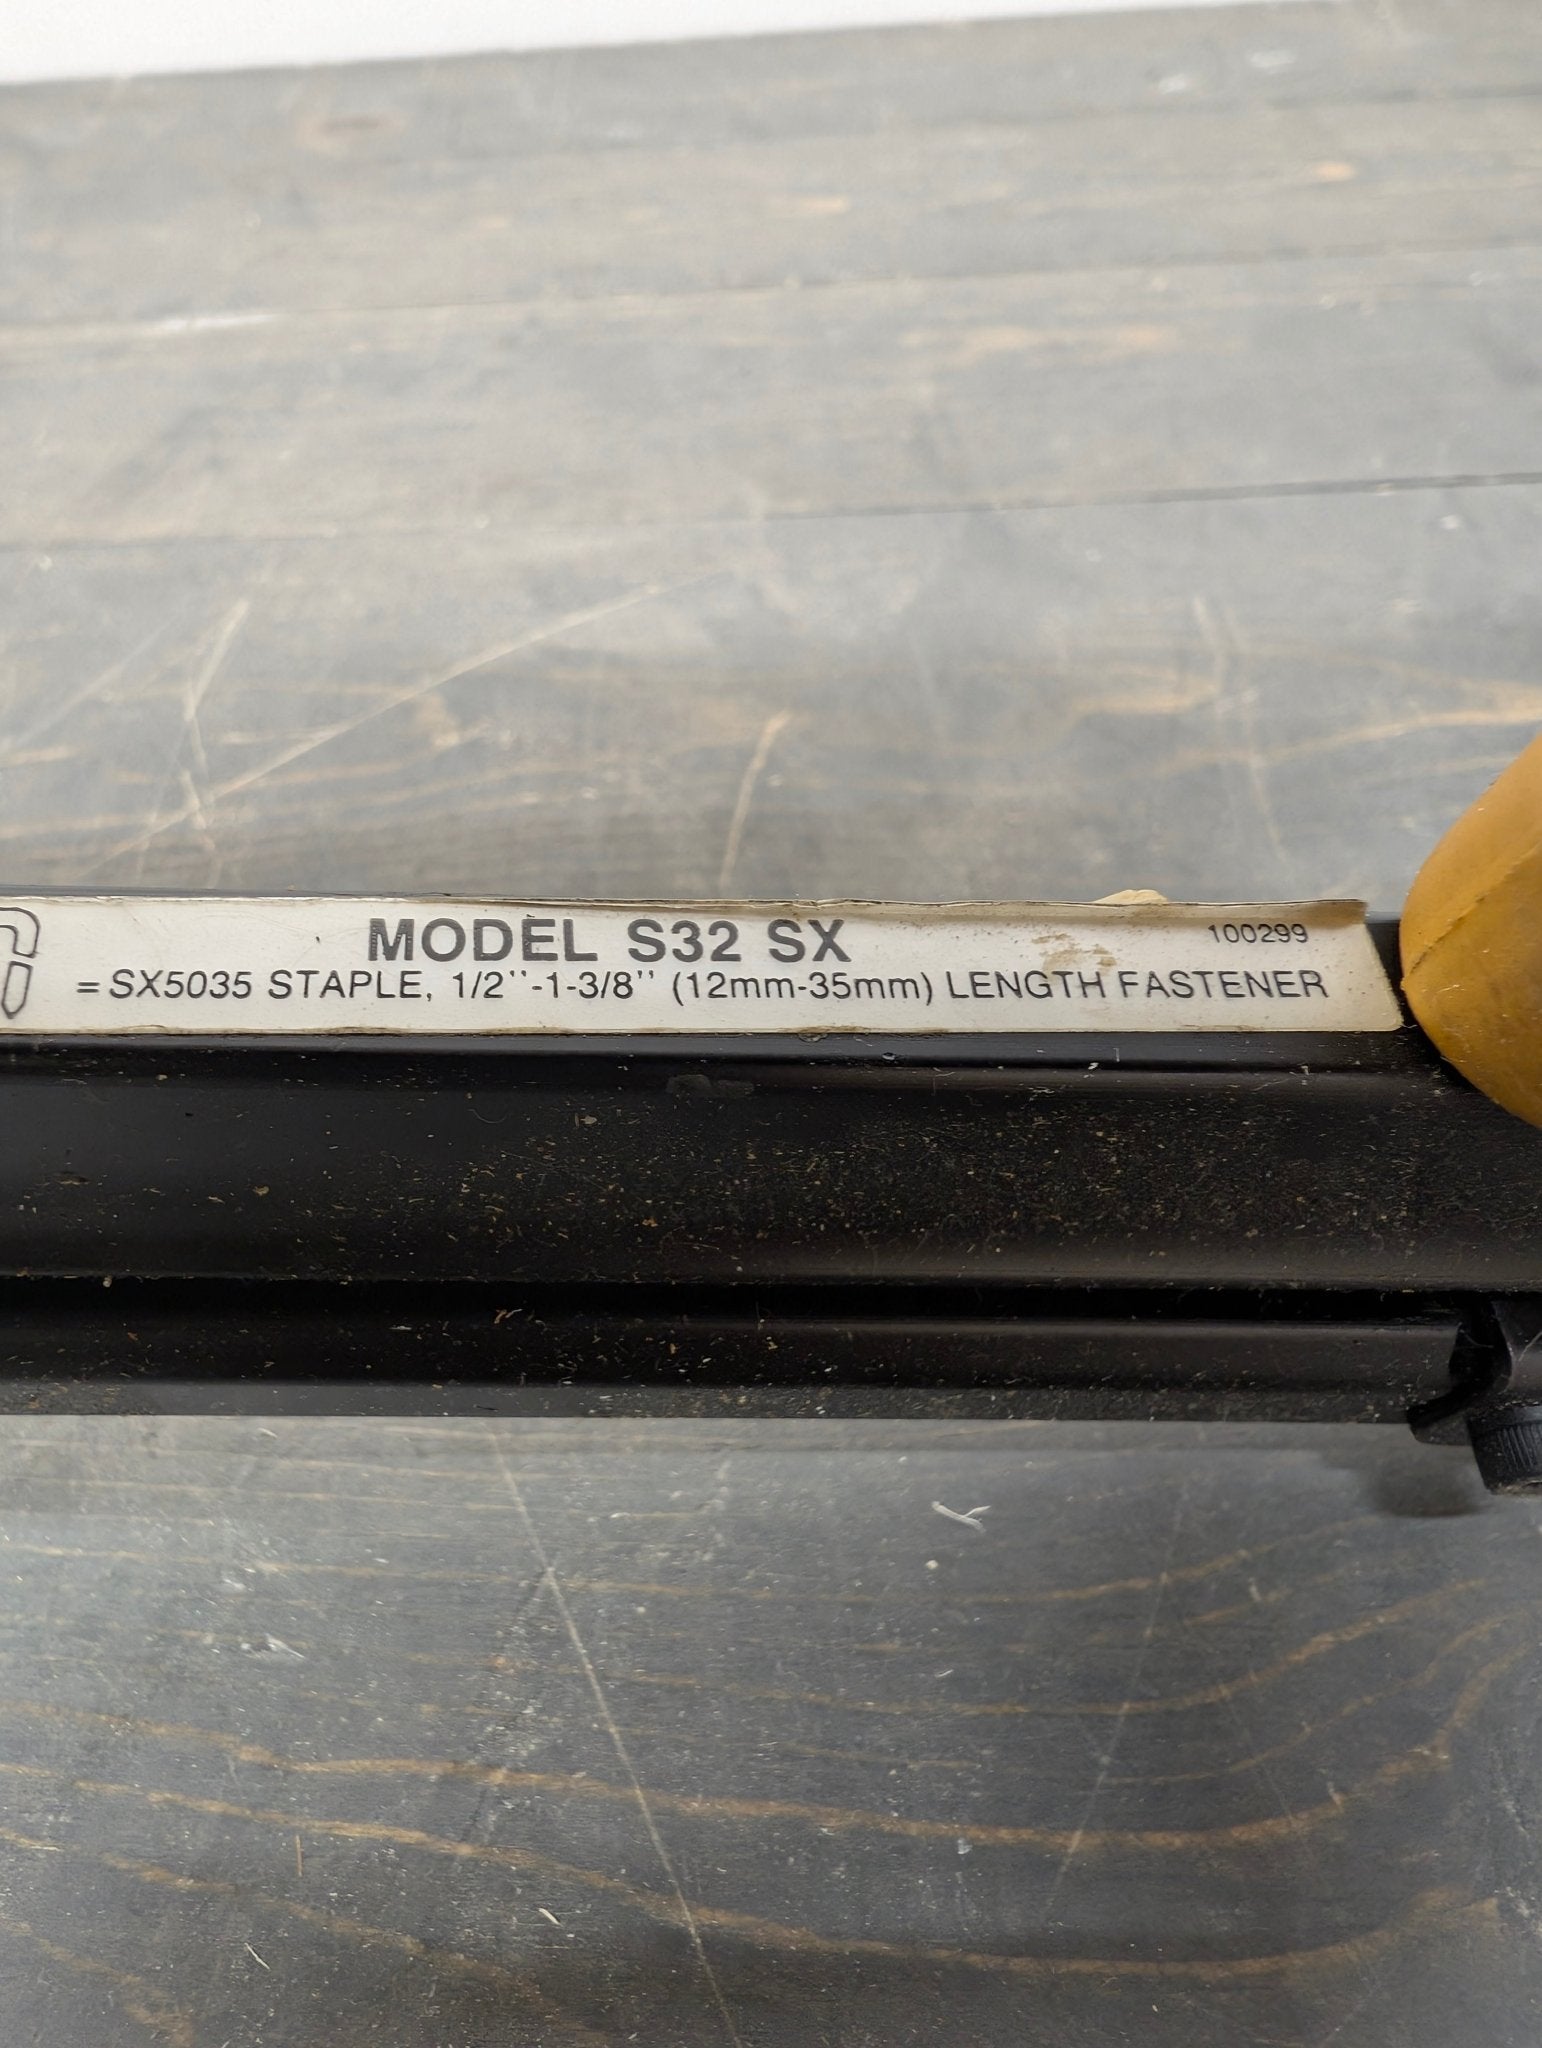 MODEL S32 SX 100299
=SX5035 STAPLE, 1/2''-1-3/8'' (12mm-35mm) LENGTH FASTENER